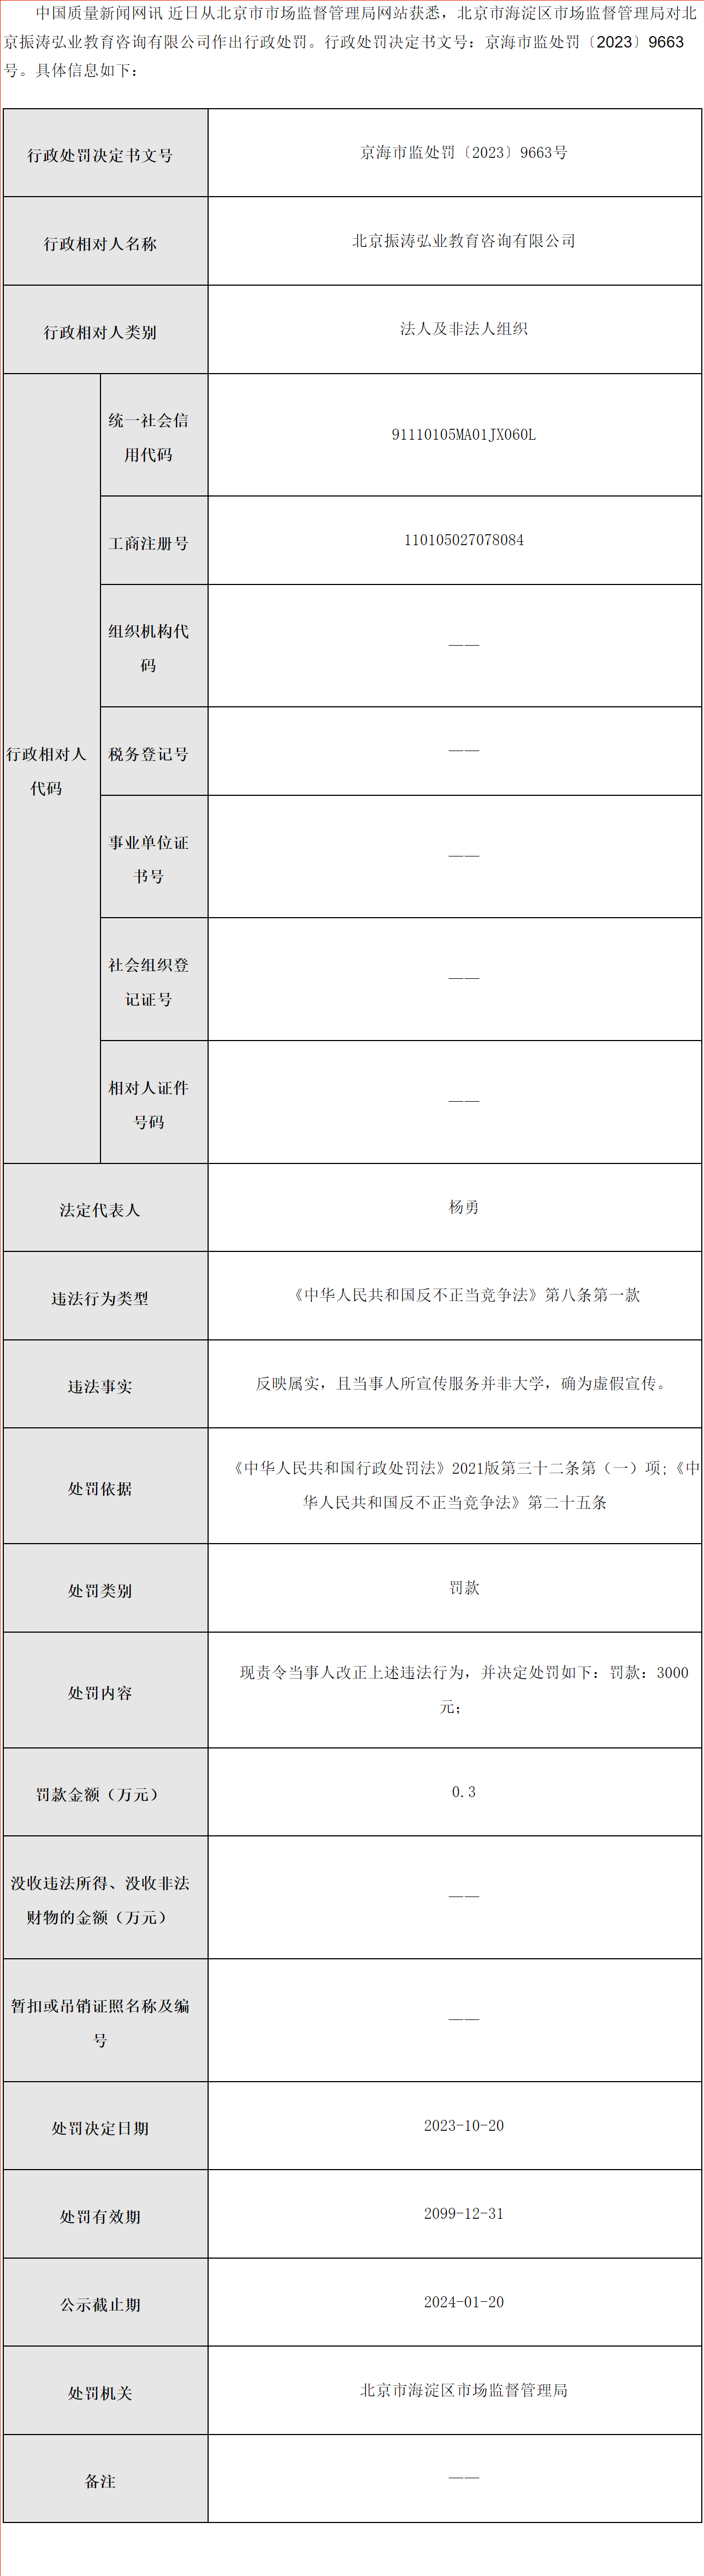 中国质量新闻网讯 近日从北京市市场监督管理局网站获悉，北京市海淀区市场监督管理局对北
京振涛弘业教育咨询有限公司作出行政处罚。行政处罚决定书文号：京海市监处罚〔2023〕9663
号。具体信息如下：
行政处罚决定书文号
京海市监处罚〔2023〕9663号
行政相对人名称
北京振涛弘业教育咨询有限公司
行政相对人类别
法人及非法人组织
行政相对人
代码
统一社会信
用代码
91110105MA01JX060L
工商注册号
110105027078084
组织机构代
码
——
税务登记号
——
事业单位证
书号
——
社会组织登
记证号
——
相对人证件
号码
——
法定代表人
杨勇
违法行为类型
《中华人民共和国反不正当竞争法》第八条第一款
违法事实
反映属实，且当事人所宣传服务并非大学，确为虚假宣传。
处罚依据
《中华人民共和国行政处罚法》2021版第三十二条第（一）项;《中
华人民共和国反不正当竞争法》第二十五条
处罚类别
罚款
处罚内容
现责令当事人改正上述违法行为，并决定处罚如下：罚款：3000
元；
罚款金额（万元）
0.3
没收违法所得、没收非法
财物的金额（万元）
——
暂扣或吊销证照名称及编
号
——
处罚决定日期
2023-10-20
处罚有效期
2099-12-31
公示截止期
2024-01-20
处罚机关
北京市海淀区市场监督管理局
备注
——